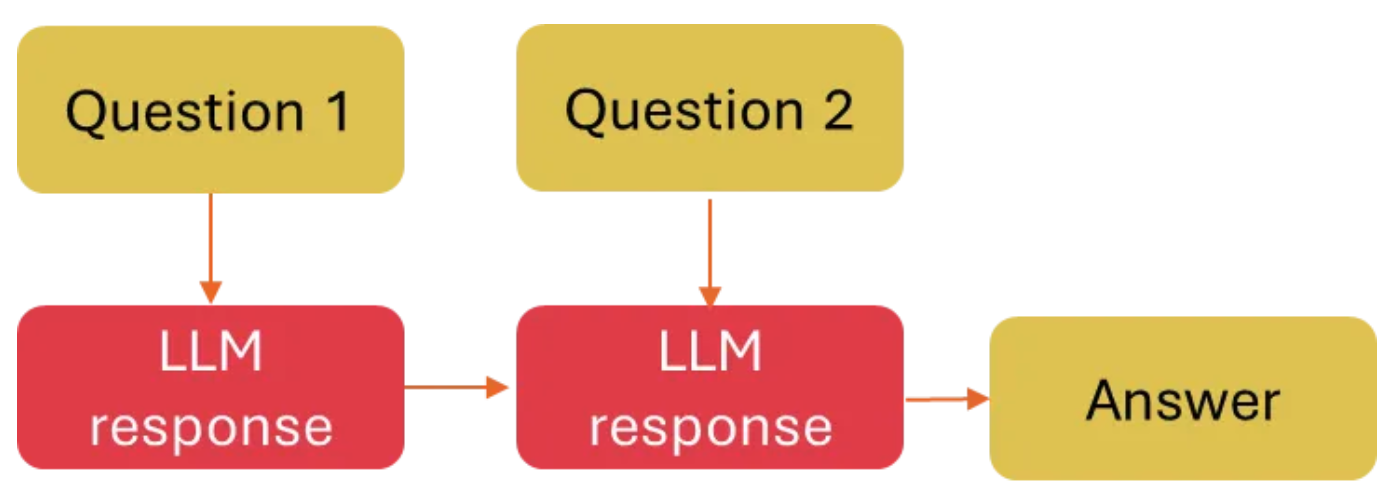 Question 1
Question 2
LLM
response
LLM
response
Answer